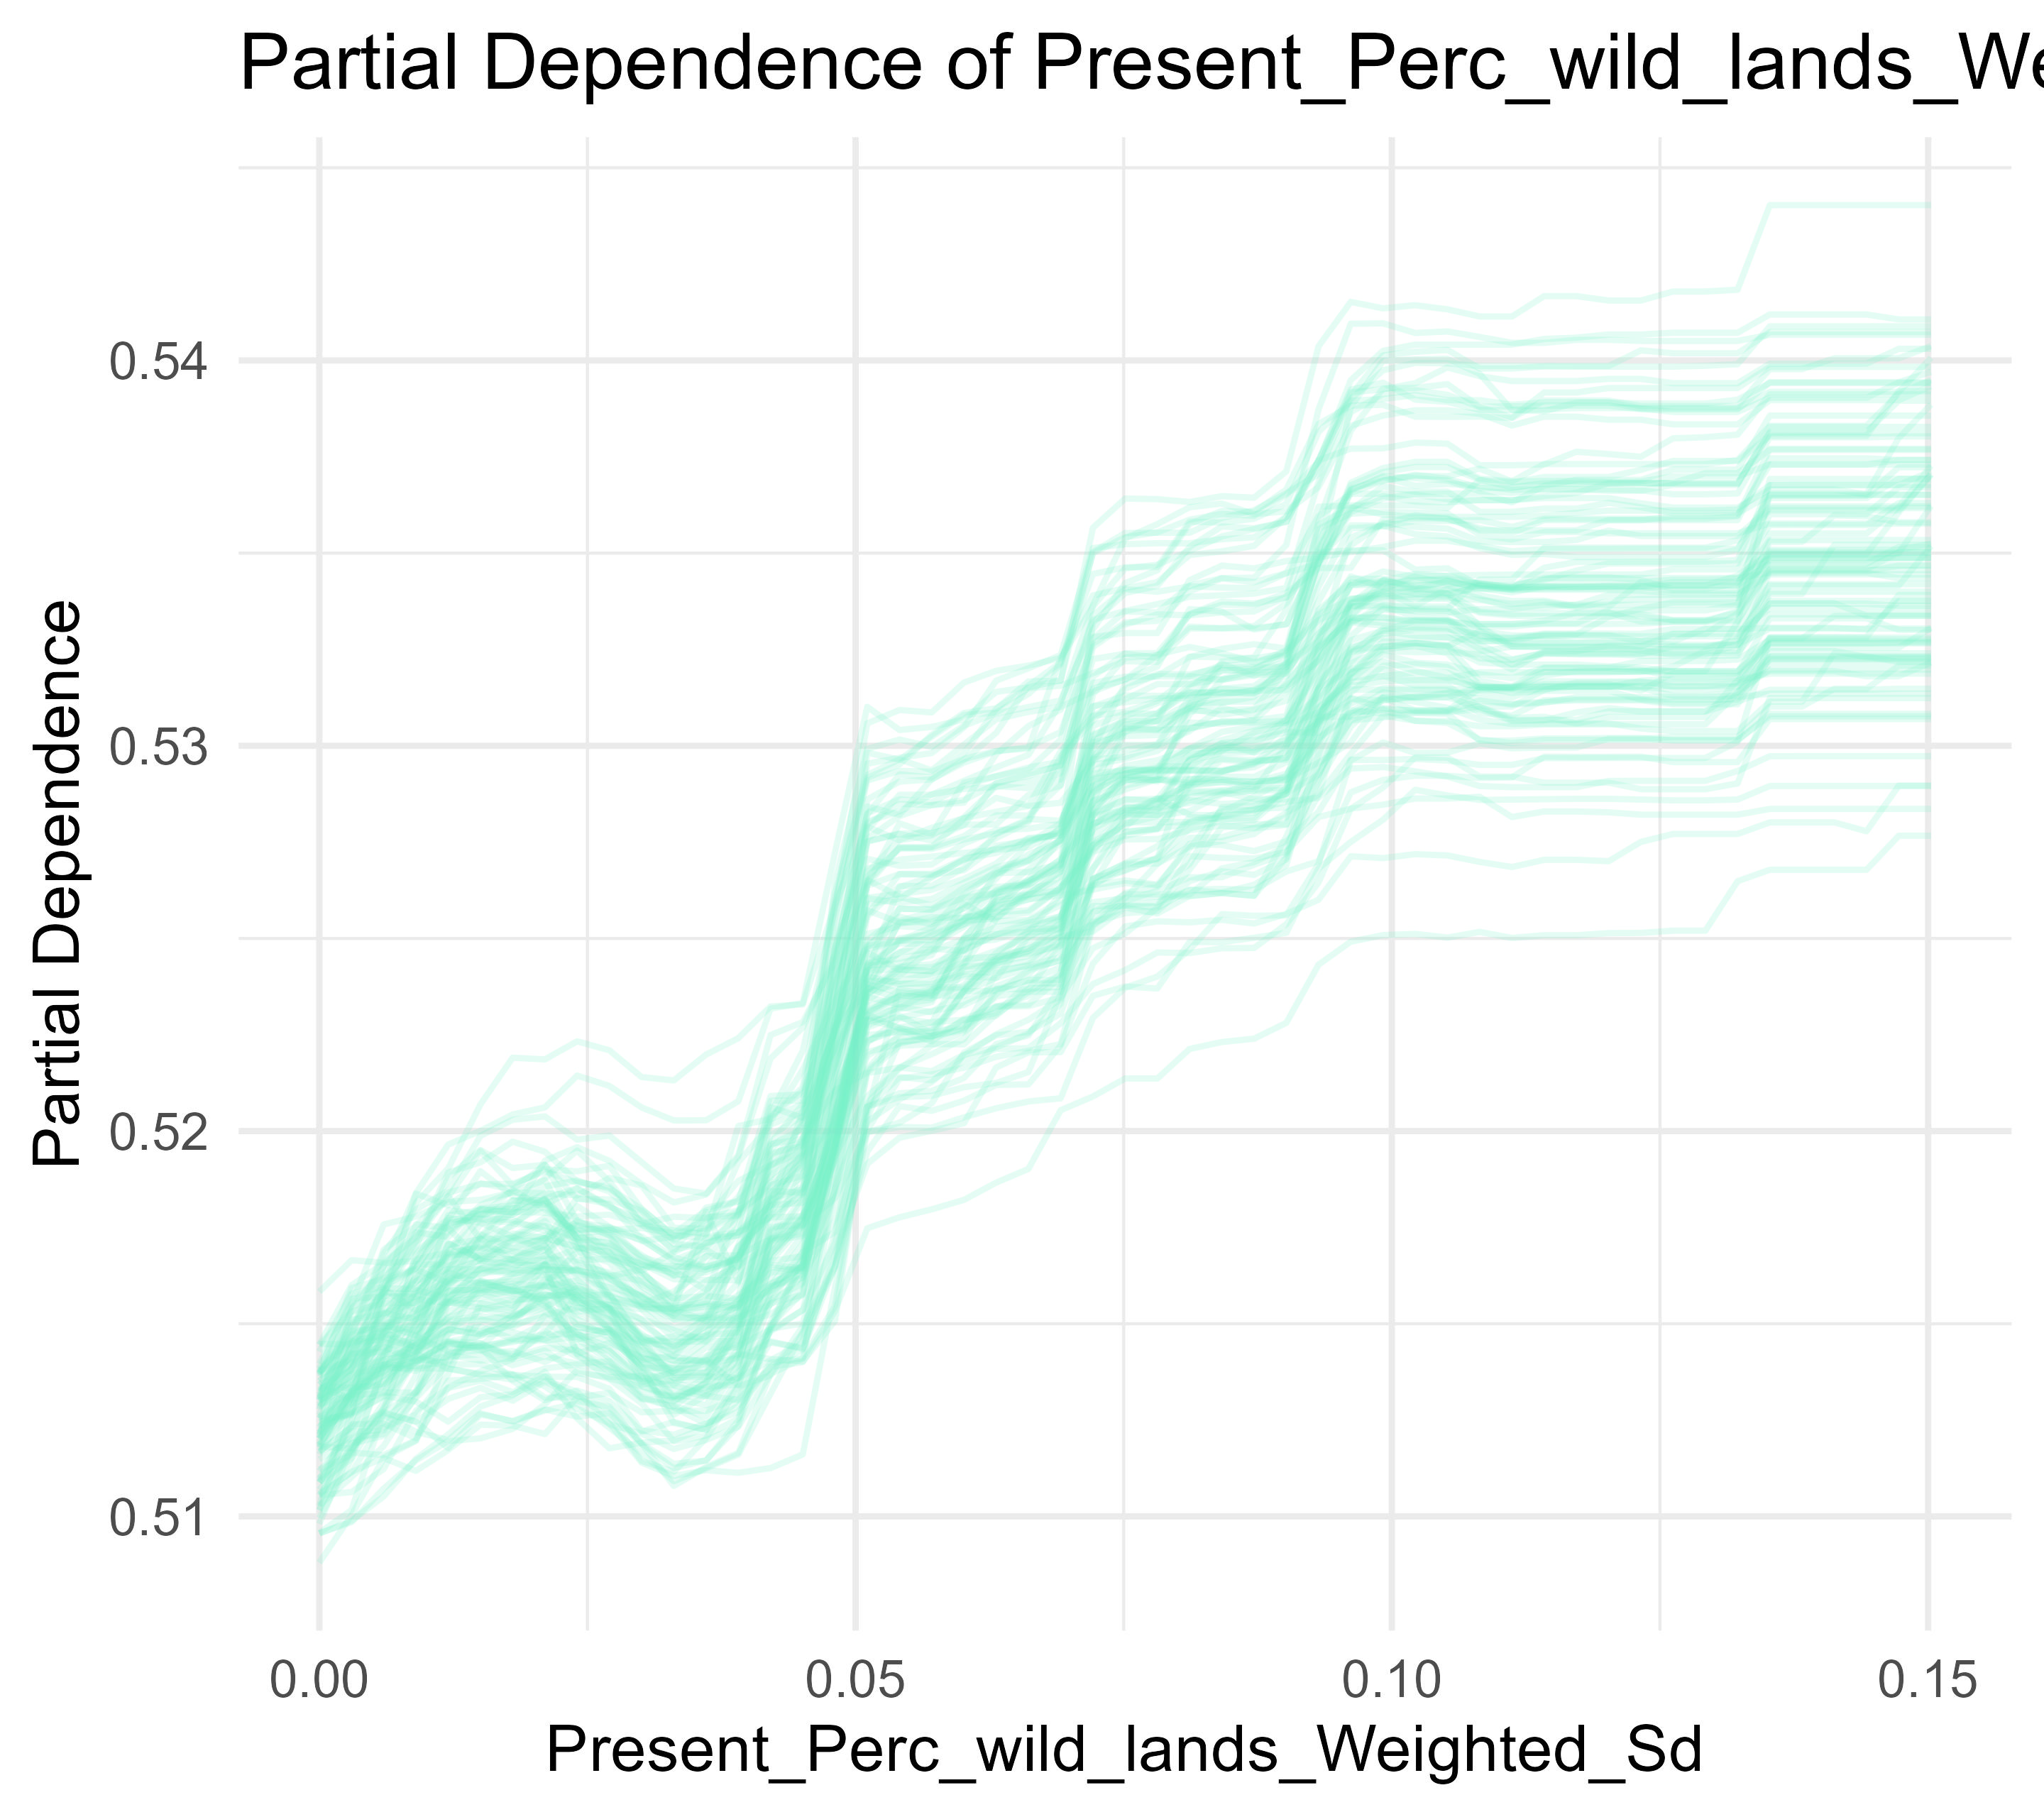 Partial Dependence of Present_Perc_wild_lands_We
Partial Dependence
0.54
0.53
0.52
0.51
0.00 0.05 0.10 0.15
Present_Perc_wild_lands_Weighted_Sd